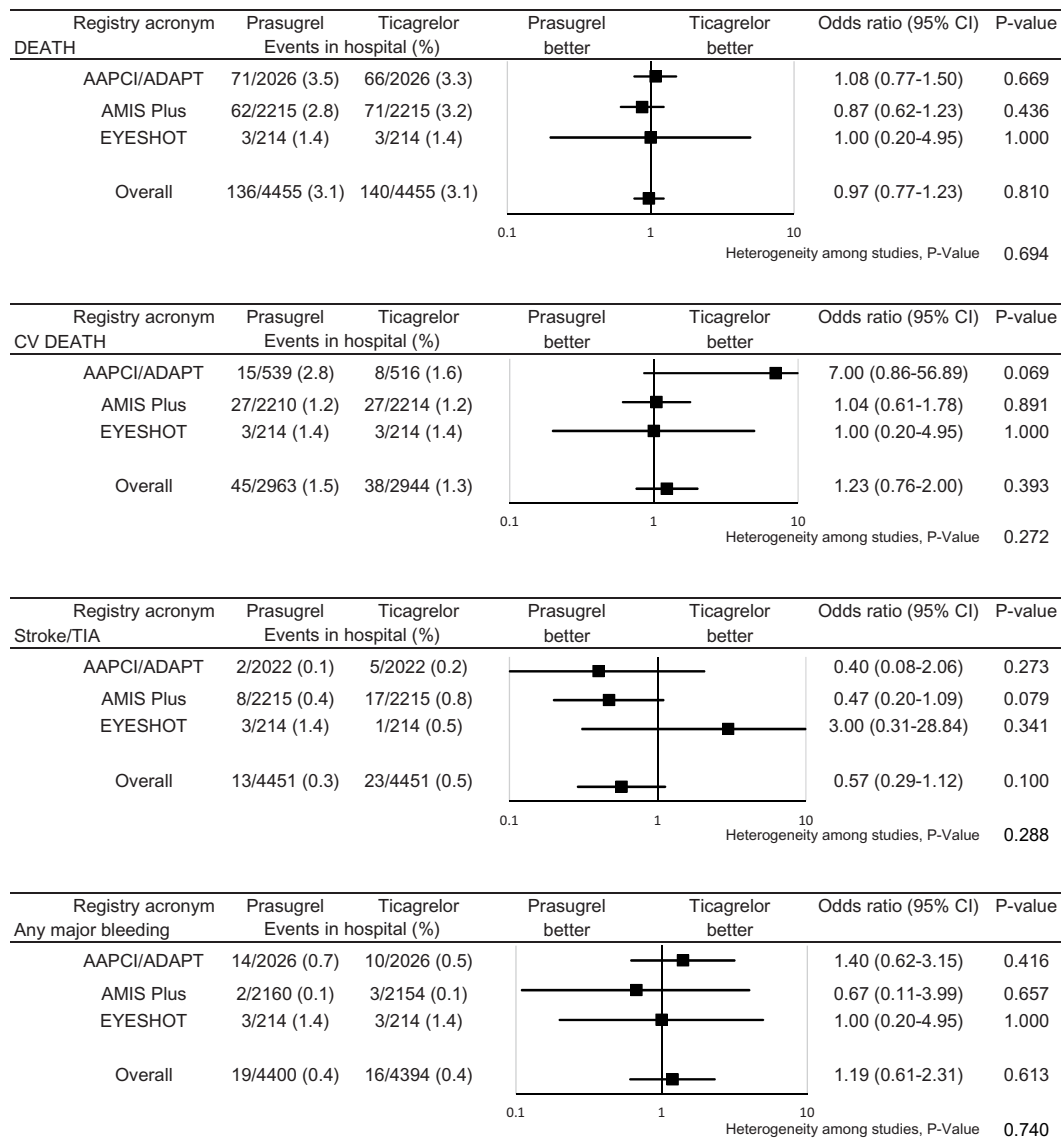 Registry acronym Prasugrel Ticagrelor Prasugrel Ticagrelor Odds ratio (95% CI) P-value
DEATH Events in hospital (%) better better
AAPCI/ADAPT 71/2026 (3.5) 66/2026 (3.3) 1.08 (0.77-1.50) 0.669
AMIS Plus 62/2215 (2.8) 71/2215 (3.2) 0.87 (0.62-1.23) 0.436
EYESHOT 3/214 (1.4) 3/214 (1.4) 1.00 (0.20-4.95) 1.000
Overall 136/4455 (3.1) 140/4455 (3.1) 0.97 (0.77-1.23) 0.810
0.1 1 10
Heterogeneity among studies, P-Value 0.694
Registry acronym Prasugrel Ticagrelor Prasugrel Ticagrelor Odds ratio (95% CI) P-value
CV DEATH Events in hospital (%) better better
AAPCI/ADAPT 15/539 (2.8) 8/516 (1.6) 7.00 (0.86-56.89) 0.069
AMIS Plus 27/2210 (1.2) 27/2214 (1.2) 1.04 (0.61-1.78) 0.891
EYESHOT 3/214 (1.4) 3/214 (1.4) 1.00 (0.20-4.95) 1.000
Overall 45/2963 (1.5) 38/2944 (1.3) 1.23 (0.76-2.00) 0.393
0.1 1 10
Heterogeneity among studies, P-Value 0.272
Registry acronym Prasugrel Ticagrelor Prasugrel Ticagrelor Odds ratio (95% CI) P-value
Stroke/TIA Events in hospital (%) better better
AAPCI/ADAPT 2/2022 (0.1) 5/2022 (0.2) 0.40 (0.08-2.06) 0.273
AMIS Plus 8/2215 (0.4) 17/2215 (0.8) 0.47 (0.20-1.09) 0.079
EYESHOT 3/214 (1.4) 1/214 (0.5) 3.00 (0.31-28.84) 0.341
Overall 13/4451 (0.3) 23/4451 (0.5) 0.57 (0.29-1.12) 0.100
0.1 1 10
Heterogeneity among studies, P-Value 0.288
Registry acronym Prasugrel Ticagrelor Prasugrel Ticagrelor Odds ratio (95% CI) P-value
Any major bleeding Events in hospital (%) better better
AAPCI/ADAPT 14/2026 (0.7) 10/2026 (0.5) 1.40 (0.62-3.15) 0.416
AMIS Plus 2/2160 (0.1) 3/2154 (0.1) 0.67 (0.11-3.99) 0.657
EYESHOT 3/214 (1.4) 3/214 (1.4) 1.00 (0.20-4.95) 1.000
Overall 19/4400 (0.4) 16/4394 (0.4) 1.19 (0.61-2.31) 0.613
0.1 1 10
Heterogeneity among studies, P-Value 0.740